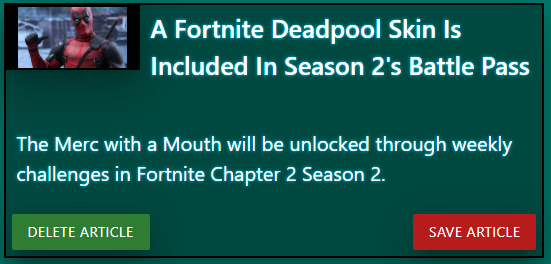 A Fortnite Deadpool Skin Is
Included In Season 2's Battle Pass
The Merc with a Mouth will be unlocked through weekly
challenges in Fortnite Chapter 2 Season 2.
DELETE ARTICLE
SAVE ARTICLE